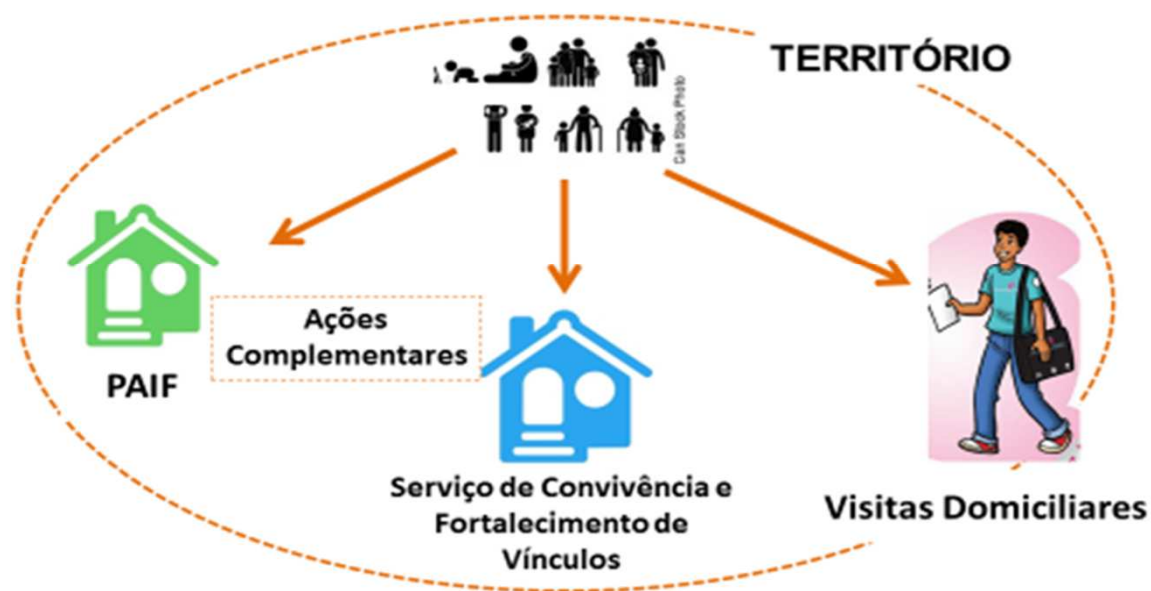 TERRITÓRIO
Can Stock Photo
Ações
Complementares
PAIF
Serviço de Convivência e
Fortalecimento de
Vínculos
Visitas Domiciliares